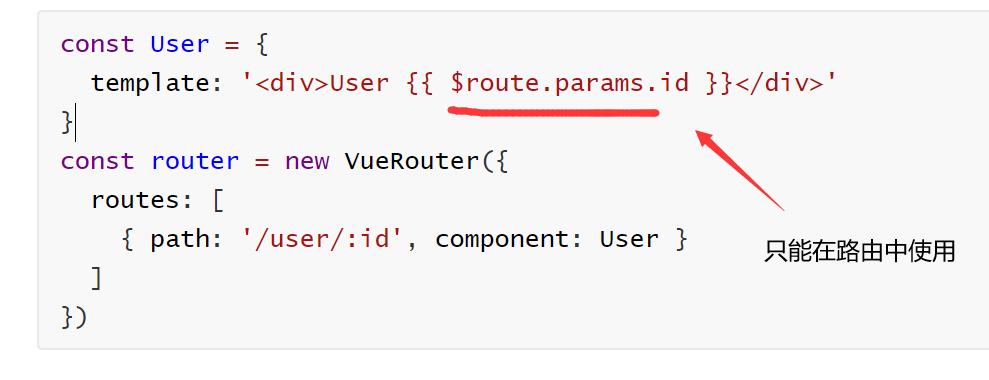 const User = {
  template: '<div>User {{ $route.params.id }}</div>'
}
const router = new VueRouter({
  routes: [
    { path: '/user/:id', component: User }
  ]
})
只能在路由中使用